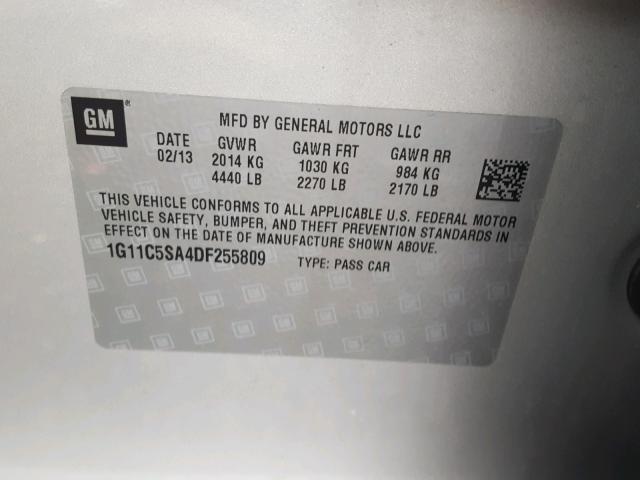 GM
MFD BY GENERAL MOTORS LLC
DATE GVWR GAWR FRT GAWR RR
02/13 2014 KG 1030 KG 984 KG
4440 LB 2270 LB 2170 LB
THIS VEHICLE CONFORMS TO ALL APPLICABLE U.S. FEDERAL MOTOR
VEHICLE SAFETY, BUMPER, AND THEFT PREVENTION STANDARDS IN
EFFECT ON THE DATE OF MANUFACTURE SHOWN ABOVE.
1G11C5SA4DF255809 TYPE: PASS CAR